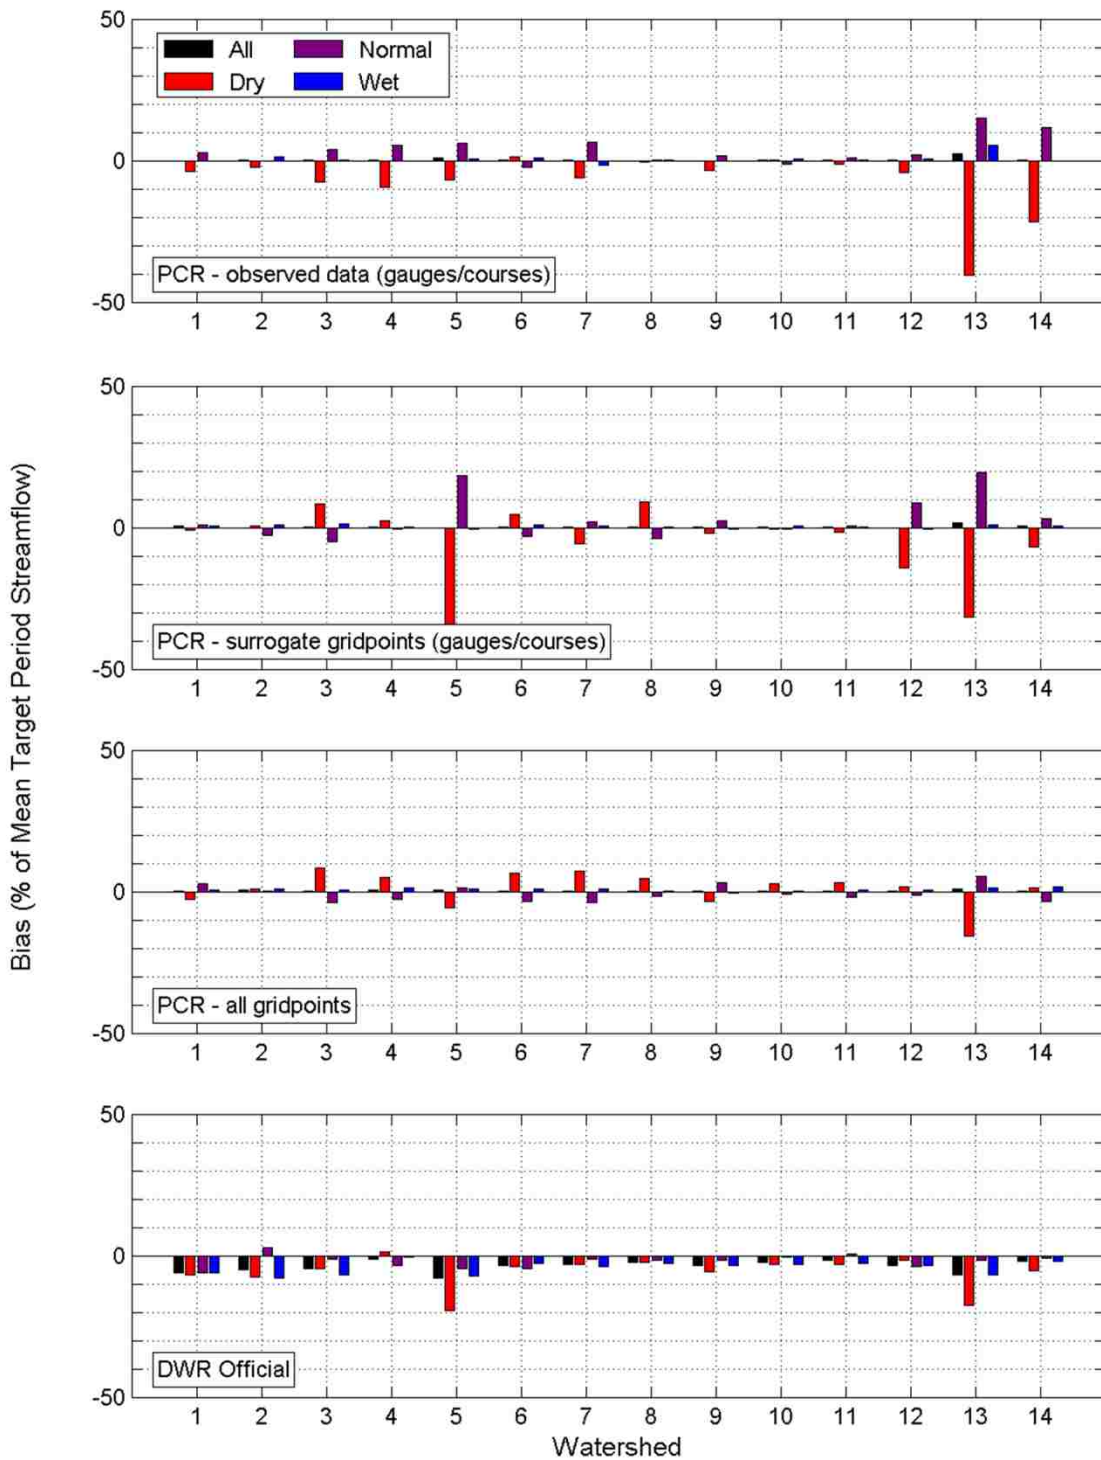 50
All Normal
Dry Wet
0
PCR - observed data (gauges/courses)
-50
1 2 3 4 5 6 7 8 9 10 11 12 13 14
50
0
PCR - surrogate gridpoints (gauges/courses)
-50
1 2 3 4 5 6 7 8 9 10 11 12 13 14
Bias (% of Mean Target Period Streamflow)
50
0
PCR - all gridpoints
-50
1 2 3 4 5 6 7 8 9 10 11 12 13 14
50
0
DWR Official
-50
1 2 3 4 5 6 7 8 9 10 11 12 13 14
Watershed